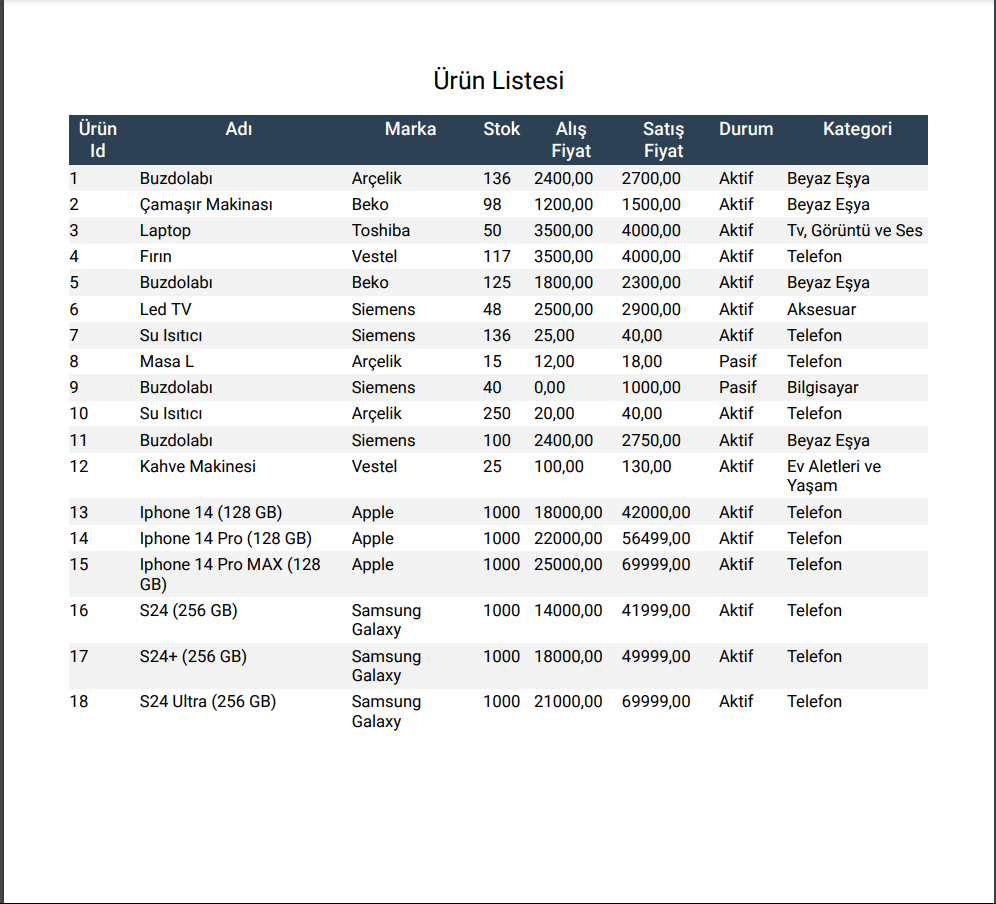 Ürün Listesi
Ürün Id Adı Marka Stok Alış Fiyat Satış Fiyat Durum Kategori
1 Buzdolabı Arçelik 136 2400,00 2700,00 Aktif Beyaz Eşya
2 Çamaşır Makinası Beko 98 1200,00 1500,00 Aktif Beyaz Eşya
3 Laptop Toshiba 50 3500,00 4000,00 Aktif Tv, Görüntü ve Ses
4 Fırın Vestel 117 3500,00 4000,00 Aktif Telefon
5 Buzdolabı Beko 125 1800,00 2300,00 Aktif Beyaz Eşya
6 Led TV Siemens 48 2500,00 2900,00 Aktif Aksesuar
7 Su Isıtıcı Siemens 136 25,00 40,00 Aktif Telefon
8 Masa L Arçelik 15 12,00 18,00 Pasif Telefon
9 Buzdolabı Siemens 40 0,00 1000,00 Pasif Bilgisayar
10 Su Isıtıcı Arçelik 250 20,00 40,00 Aktif Telefon
11 Buzdolabı Siemens 100 2400,00 2750,00 Aktif Beyaz Eşya
12 Kahve Makinesi Vestel 25 100,00 130,00 Aktif Ev Aletleri ve Yaşam
13 Iphone 14 (128 GB) Apple 1000 18000,00 42000,00 Aktif Telefon
14 Iphone 14 Pro (128 GB) Apple 1000 22000,00 56499,00 Aktif Telefon
15 Iphone 14 Pro MAX (128 GB) Apple 1000 25000,00 69999,00 Aktif Telefon
16 S24 (256 GB) Samsung Galaxy 1000 14000,00 41999,00 Aktif Telefon
17 S24+ (256 GB) Samsung Galaxy 1000 18000,00 49999,00 Aktif Telefon
18 S24 Ultra (256 GB) Samsung Galaxy 1000 21000,00 69999,00 Aktif Telefon